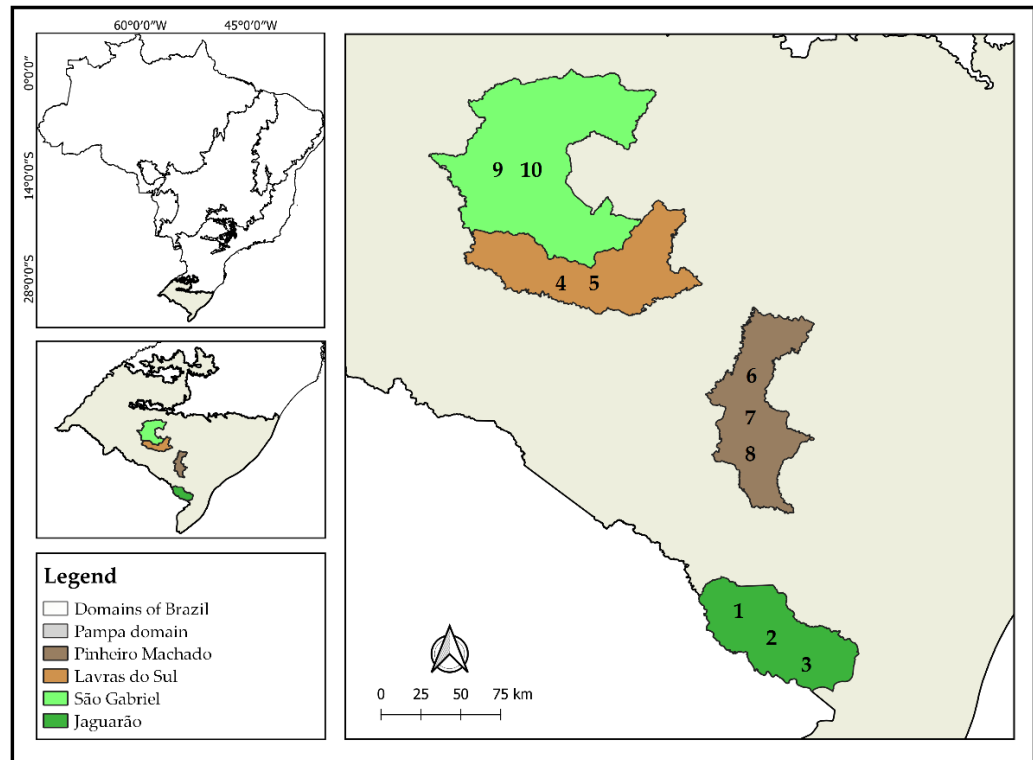 60°0'0"W 45°0'0"W
0°0'0"S
14°0'0"S
28°0'0"S
9 10
4 5
6
7
8
1
2
3
Legend
Domains of Brazil
Pampa domain
Pinheiro Machado
Lavras do Sul
São Gabriel
Jaguarão
0 25 50 75 km